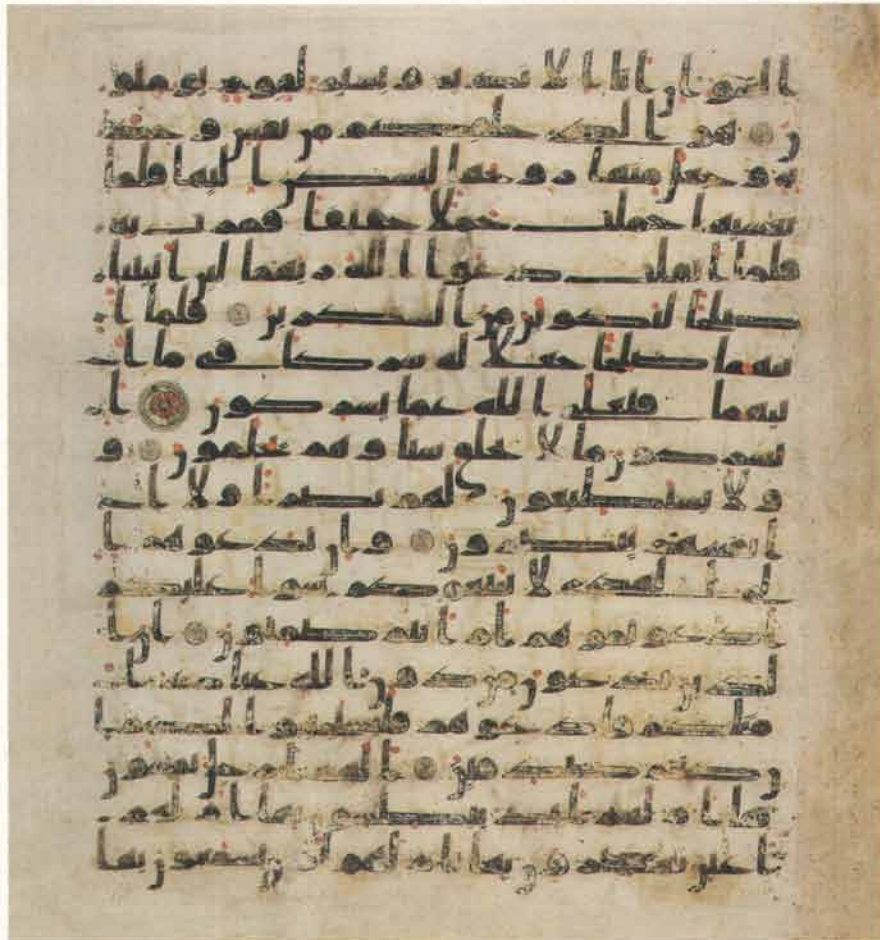 السو ان انا الا نذير و بشير لقوم يومنو
ن هو الذي خلقكم من نفس وحد
ة وجعل منها زوجها ليسكن اليها فلما
تغشيها حملت حملا خفيفا فمرت به
فلما اثقلت دعوا الله ربهما لين اتيتنا
صلحا لنكونن من الشكرين فلما ا
تيهما صلحا جعلا له شركا فيما ا
تيهما فتعلى الله عما يشركون ا
يشركون ما لا يخلق شيا وهم يخلقون و
لا يستطيعون لهم نصرا ولا ا
نفسهم ينصرون وان تدعوهم ا
لى الهدى لا يتبعوكم سوا عليكم
ادعوتموهم ام انتم صمتون ان ا
لذين تدعون من دون الله عباد ا
مثلكم فادعوهم فليستجيبوا لكم ا
ن كنتم صدقين الهم ارجل يمشون
بها ام لهم ايد يبطشون بها ام لهم
اعين يبصرون بها ام لهم اذان يسمعون بها